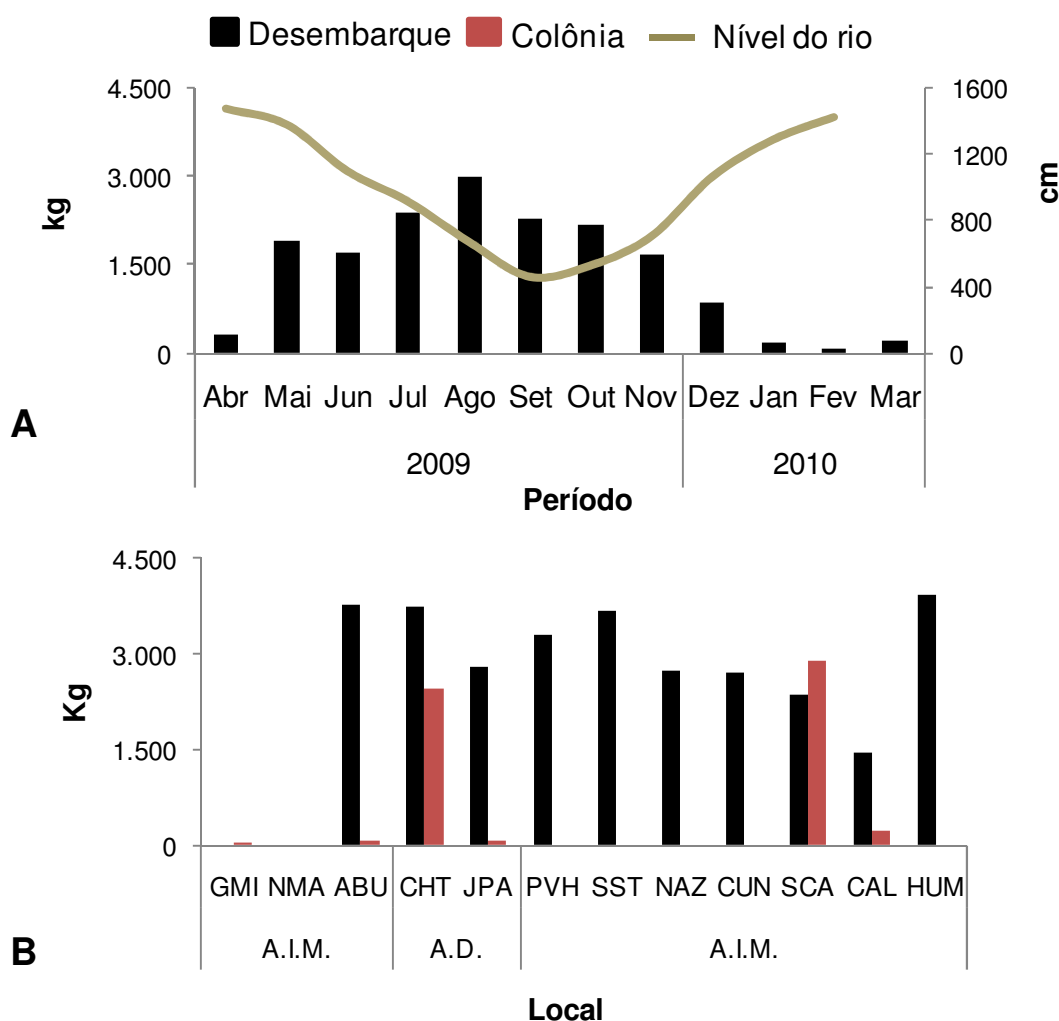 Desembarque Colônia Nível do rio
4.500 1600
3.000 1200
1.500 800
0 400
0
kg
cm
Abr Mai Jun Jul Ago Set Out Nov Dez Jan Fev Mar
A
2009 2010
Período
4.500
3.000
1.500
0
Kg
GMI NMA ABU CHT JPA PVH SST NAZ CUN SCA CAL HUM
B A.I.M. A.D. A.I.M.
Local